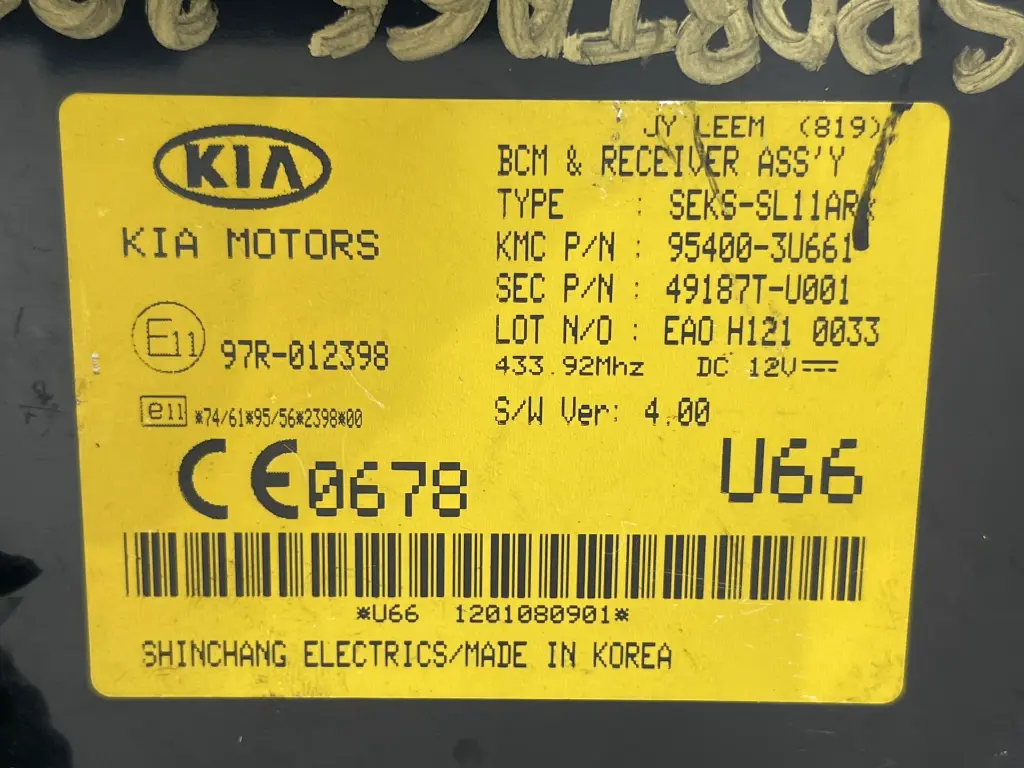 SPORTAGE
JY LEEM (819)
KIA
BCM & RECEIVER ASS'Y
TYPE : SEKS-SL11AR
KIA MOTORS
KMC P/N : 95400-3U661
SEC P/N : 49187T-U001
E11 97R-012398
LOT N/O : EAO H121 0033
433.92Mhz DC 12V
e11 *74/61*95/56*2398*00
S/W Ver: 4.00
CE0678
U66
*U66 1201080901*
SHINCHANG ELECTRICS/MADE IN KOREA